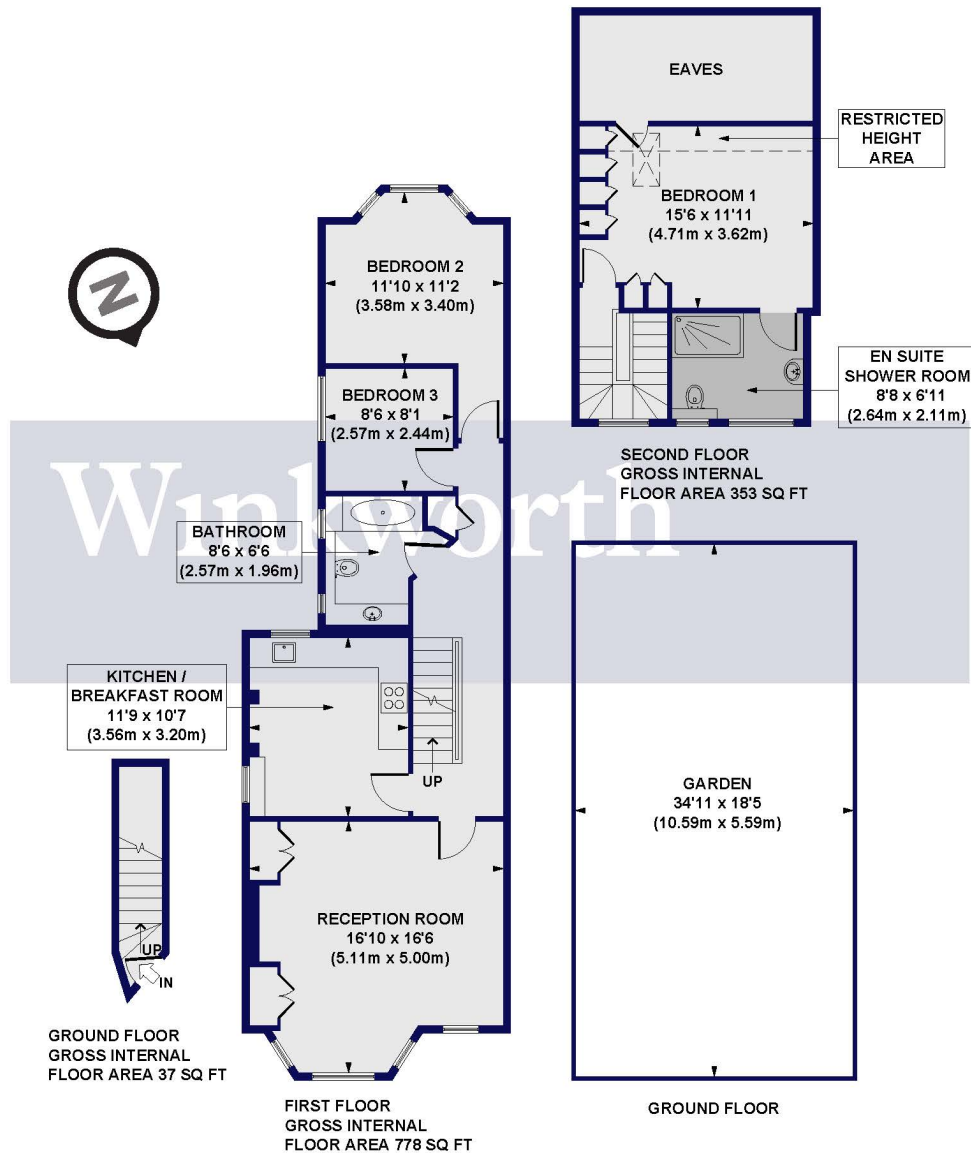 EAVES
RESTRICTED
HEIGHT
AREA
BEDROOM 1
15'6 x 11'11
(4.71m x 3.62m)
N
BEDROOM 2
11'10 x 11'2
(3.58m x 3.40m)
EN SUITE
SHOWER ROOM
8'8 x 6'11
(2.64m x 2.11m)
BEDROOM 3
8'6 x 8'1
(2.57m x 2.44m)
SECOND FLOOR
GROSS INTERNAL
FLOOR AREA 353 SQ FT
Winkworth
BATHROOM
8'6 x 6'6
(2.57m x 1.96m)
KITCHEN /
BREAKFAST ROOM
11'9 x 10'7
(3.56m x 3.20m)
UP
GARDEN
34'11 x 18'5
(10.59m x 5.59m)
RECEPTION ROOM
16'10 x 16'6
(5.11m x 5.00m)
UP
IN
GROUND FLOOR
GROSS INTERNAL
FLOOR AREA 37 SQ FT
FIRST FLOOR
GROSS INTERNAL
FLOOR AREA 778 SQ FT
GROUND FLOOR